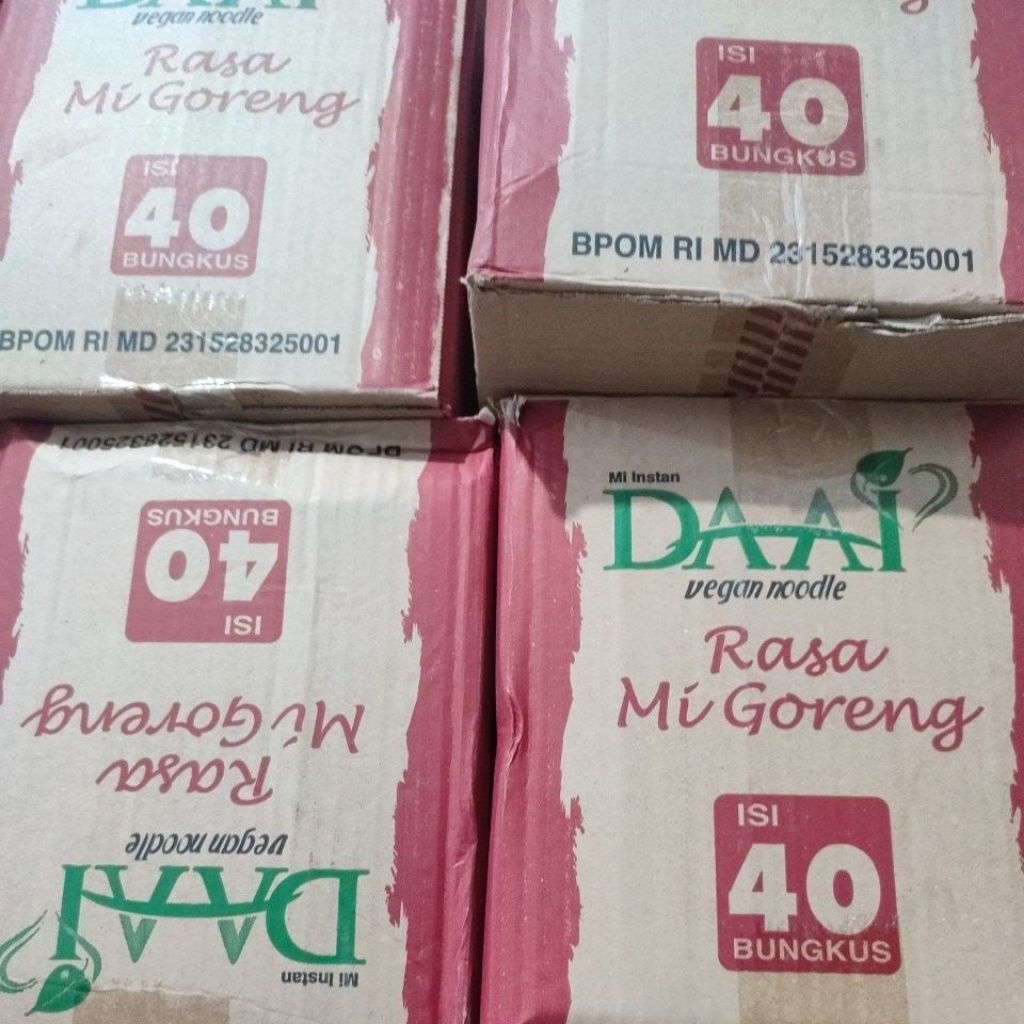 DAAI
vegan noodle
Rasa
Mi Goreng
ISI
40
BUNGKUS
BPOM RI MD 231528325001
ISI
40
BUNGKUS
BPOM RI MD 231528325001
Mi Instan
DAAI
vegan noodle
Rasa
Mi Goreng
ISI
40
BUNGKUS
BPOM RI MD 231528325001
Mi Instan
DAAI
vegan noodle
Rasa
Mi Goreng
ISI
40
BUNGKUS